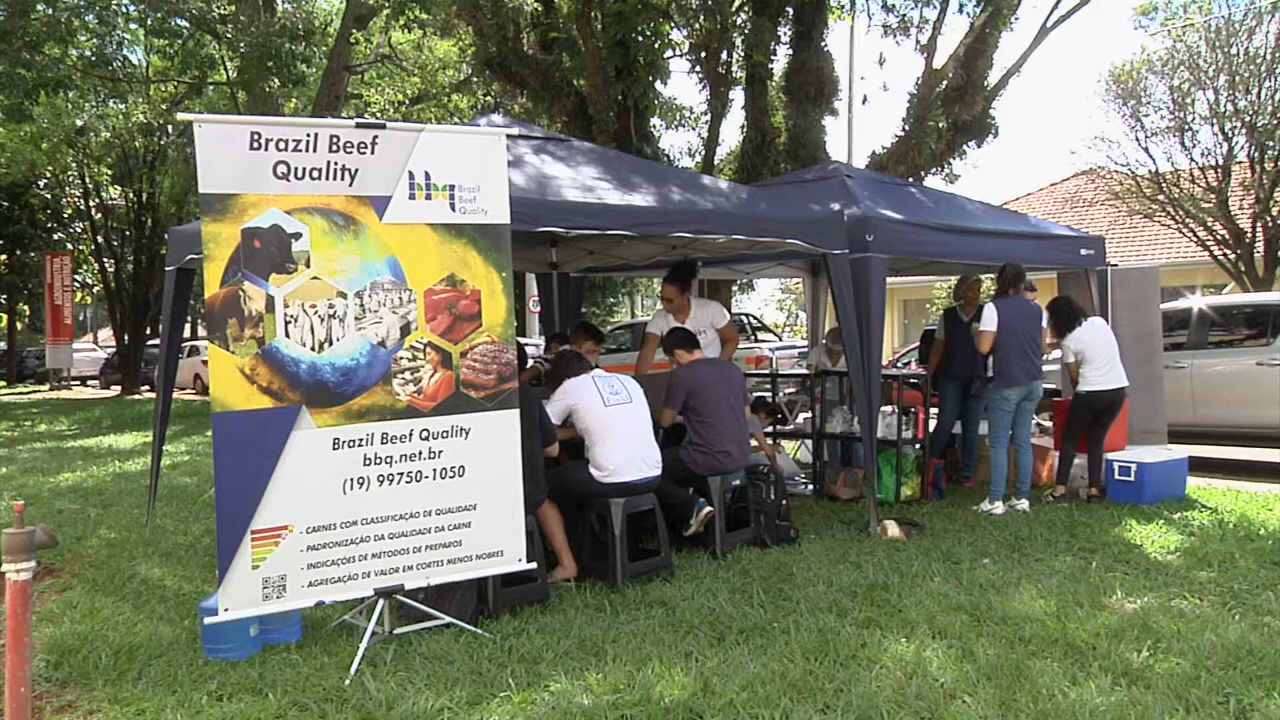 Brazil Beef
Quality
bbq
Brazil
Beef
Quality
Brazil Beef Quality
bbq.net.br
(19) 99750-1050
- CARNES COM CLASSIFICAÇÃO DE QUALIDADE
- PADRONIZAÇÃO DA QUALIDADE DA CARNE
- INDICAÇÕES DE MÉTODOS DE PREPAROS
- AGREGAÇÃO DE VALOR EM CORTES MENOS NOBRES
ALIMENTOS E NUTRIÇÃO